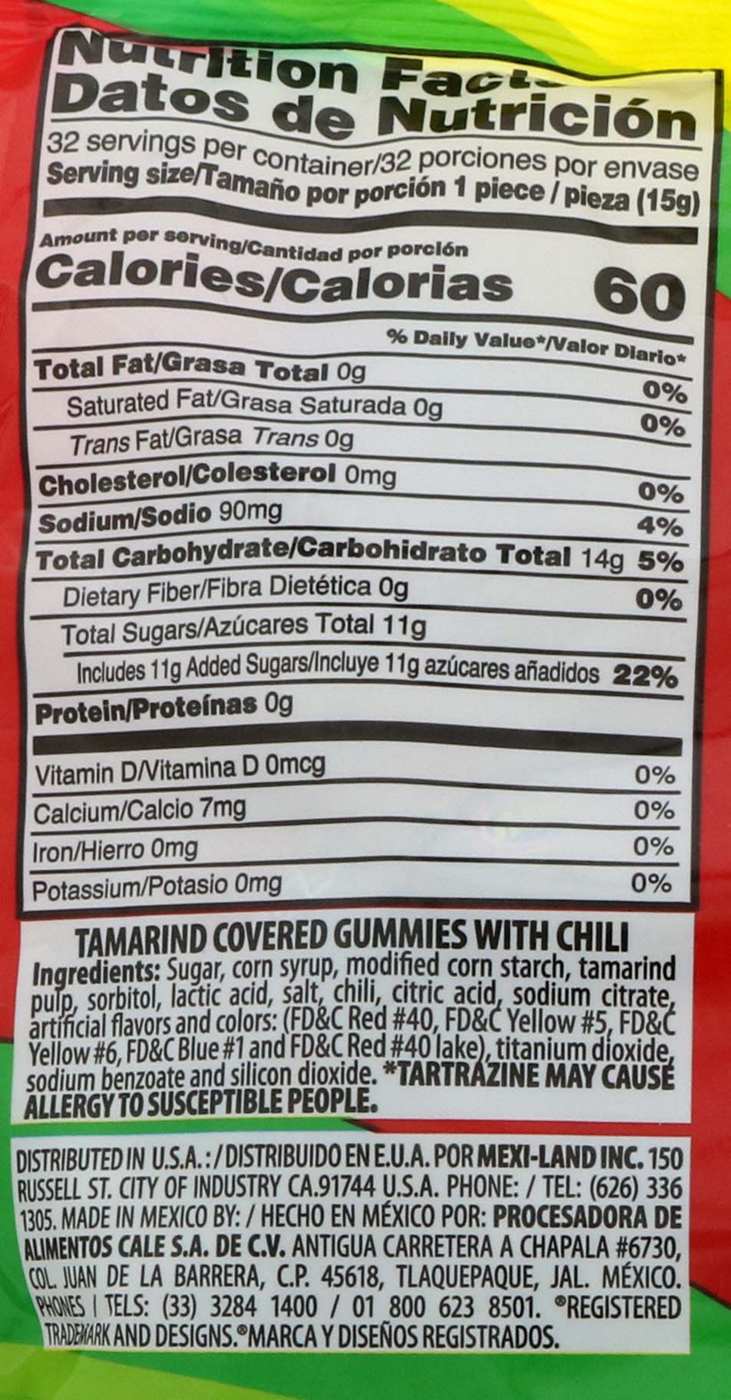 Nutrition Facts
Datos de Nutrición
32 servings per container/32 porciones por envase
Serving size/Tamaño por porción 1 piece / pieza (15g)
Amount per serving/Cantidad por porción
Calories/Calorias 60
% Daily Value*/Valor Diario*
Total Fat/Grasa Total 0g 0%
Saturated Fat/Grasa Saturada 0g 0%
Trans Fat/Grasa Trans 0g
Cholesterol/Colesterol 0mg 0%
Sodium/Sodio 90mg 4%
Total Carbohydrate/Carbohidrato Total 14g 5%
Dietary Fiber/Fibra Dietética 0g 0%
Total Sugars/Azúcares Total 11g
Includes 11g Added Sugars/Incluye 11g azúcares añadidos 22%
Protein/Proteínas 0g
Vitamin D/Vitamina D 0mcg 0%
Calcium/Calcio 7mg 0%
Iron/Hierro 0mg 0%
Potassium/Potasio 0mg 0%
TAMARIND COVERED GUMMIES WITH CHILI
Ingredients: Sugar, corn syrup, modified corn starch, tamarind
pulp, sorbitol, lactic acid, salt, chili, citric acid, sodium citrate,
artificial flavors and colors: (FD&C Red #40, FD&C Yellow #5, FD&C
Yellow #6, FD&C Blue #1 and FD&C Red #40 lake), titanium dioxide,
sodium benzoate and silicon dioxide. *TARTRAZINE MAY CAUSE
ALLERGY TO SUSCEPTIBLE PEOPLE.
DISTRIBUTED IN U.S.A.:/DISTRIBUIDO EN E.U.A. POR MEXI-LAND INC. 150
RUSSELL ST. CITY OF INDUSTRY CA.91744 U.S.A. PHONE: / TEL: (626) 336
1305. MADE IN MEXICO BY: / HECHO EN MÉXICO POR: PROCESADORA DE
ALIMENTOS CALE S.A. DE C.V. ANTIGUA CARRETERA A CHAPALA #6730,
COL. JUAN DE LA BARRERA, C.P. 45618, TLAQUEPAQUE, JAL. MÉXICO.
PHONES | TELS: (33) 3284 1400 / 01 800 623 8501. ®REGISTERED
TRADEMARK AND DESIGNS.®MARCA Y DISEÑOS REGISTRADOS.